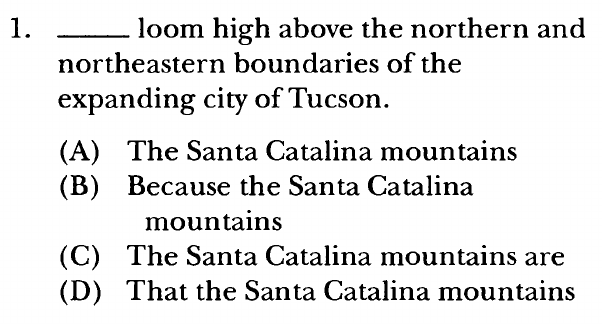 1. _____ loom high above the northern and
northeastern boundaries of the
expanding city of Tucson.
(A) The Santa Catalina mountains
(B) Because the Santa Catalina
mountains
(C) The Santa Catalina mountains are
(D) That the Santa Catalina mountains